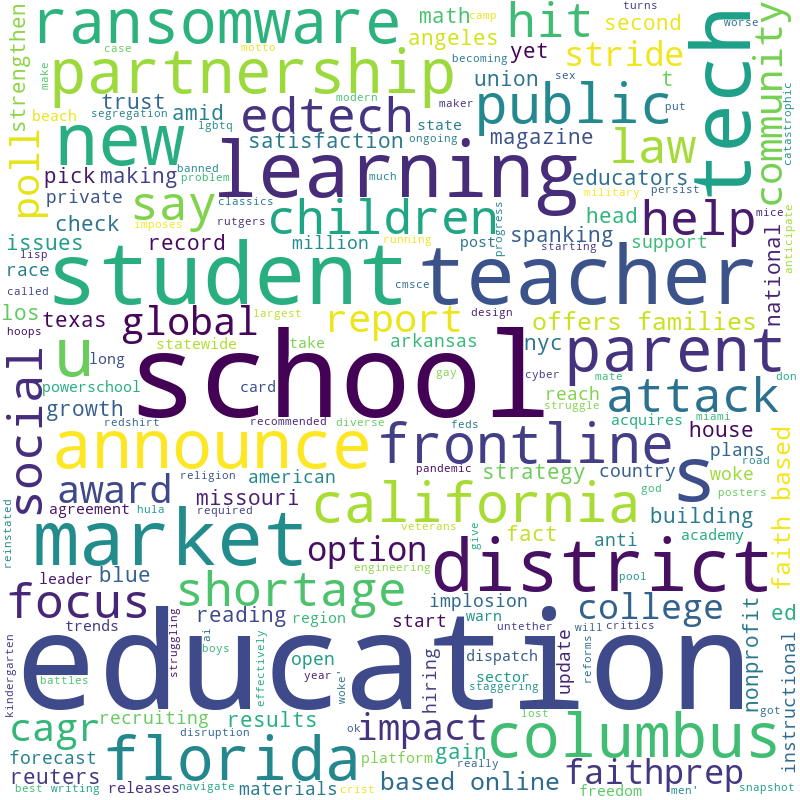 ransomware
math
hit
camp
turns
worse
case
motto
becoming
angeles
second
strengthen
make
partnership
yet
stride
tech
community
modern
sex
maker
put
union
t
trust
amid
segregation
lgbtq
state
public
catastrophic
new
edtech
ongoing
magazine
satisfaction
law
beach
poll
banned
problem
much
learning
educators
pick
making
private
say
classics
military
persist
mice
check
imposes
rutgers
children
progress
head
help
issues
record
running
million
post
spanking
support
starting
anticipate
lisp
race
called
student
teacher
national
cmsce
los
hoops
texas
global
largest
report
design
offers families
statewide
take
arkansas
nyc
parent
long
u
school
gay
cyber
mate
don
powerschool
card
reach
struggle
attack
social
growth
redshirt
recommended
diverse
feds
acquires
miami
announce
frontline
house
plans
road
award
religion
american
pandemic
strategy
country
s
woke
god
posters
faith based
agreement
hula
missouri
required
california
building
reinstated
market
veterans
give
fact
anti
academy
option
district
leader
blue
engineering
pool
focus
shortage
implosion
college
ed
trends
reading
region
start
warn
untether
will
critics
nonprofit
kindergarten
struggling
ai
boys
effectively
open
education
dispatch
sector
staggering
update
reforms
instructional
battles
year
woke'
hiring
cagr
recruiting
results
impact
lost
columbus
got
forecast
disruption
ok
florida
platform
really
gain
faithprep
reuters
navigate
based online
best writing
releases
materials
crist
freedom
men'
snapshot